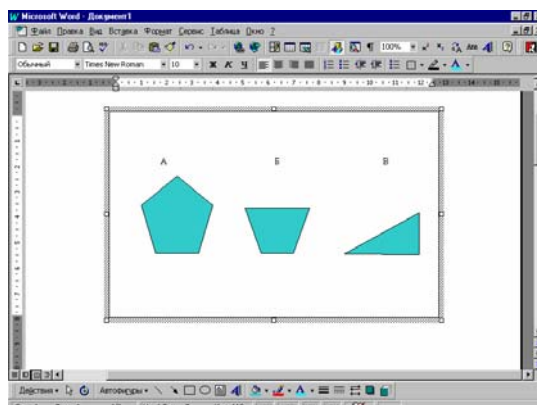 Microsoft Word - Документ1
Файл Правка Вид Вставка Формат Сервис Таблица Окно ?
100%
Обычный Times New Roman 10 Ж К Ч
А Б В
Действия Автофигуры